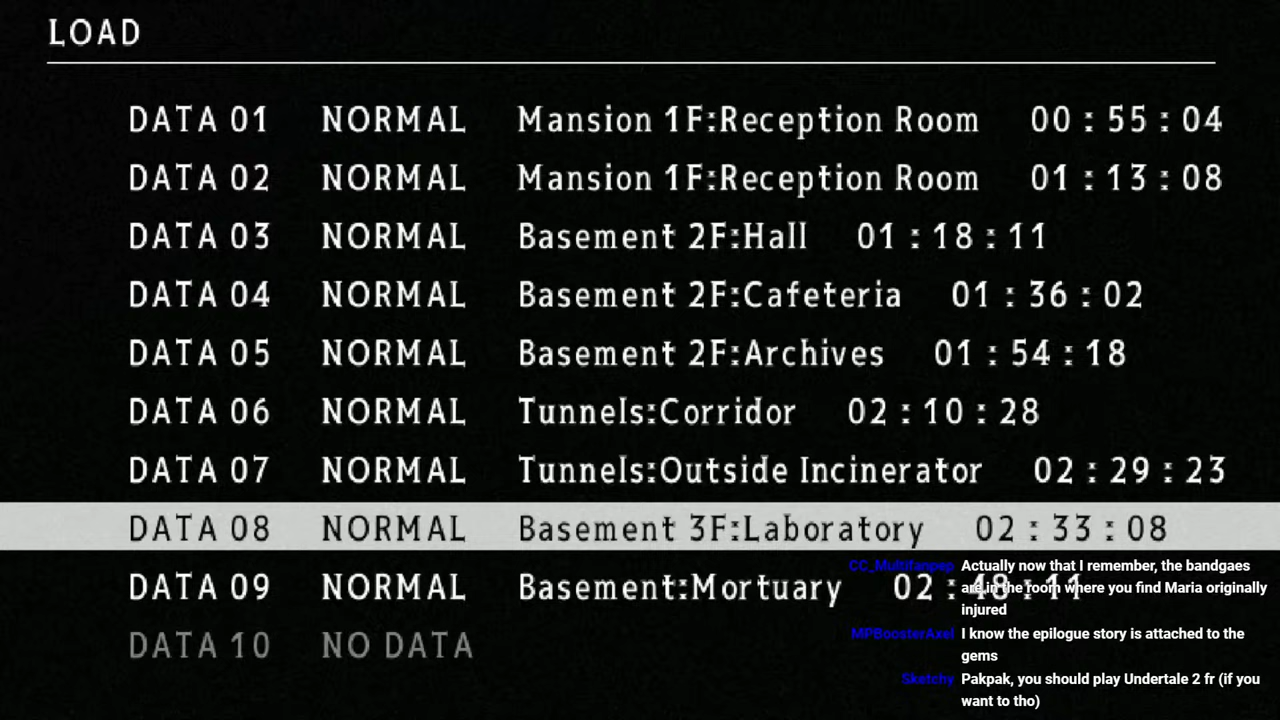 LOAD
DATA 01 NORMAL Mansion 1F:Reception Room 00 : 55 : 04
DATA 02 NORMAL Mansion 1F:Reception Room 01 : 13 : 08
DATA 03 NORMAL Basement 2F:Hall 01 : 18 : 11
DATA 04 NORMAL Basement 2F:Cafeteria 01 : 36 : 02
DATA 05 NORMAL Basement 2F:Archives 01 : 54 : 18
DATA 06 NORMAL Tunnels:Corridor 02 : 10 : 28
DATA 07 NORMAL Tunnels:Outside Incinerator 02 : 29 : 23
DATA 08 NORMAL Basement 3F:Laboratory 02 : 33 : 08
DATA 09 NORMAL Basement:Mortuary 02 : 48 : 11
DATA 10 NO DATA
CC_Multifanpep Actually now that I remember, the bandgaes
are in the room where you find Maria originally
injured
MPBoosterAxel I know the epilogue story is attached to the
gems
Sketchy Pakpak, you should play Undertale 2 fr (if you
want to tho)